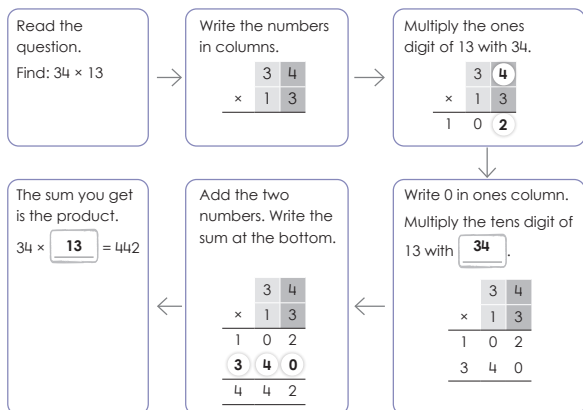 Read the
question.
Find: 34 × 13
Write the numbers
in columns.
3 4
× 1 3
Multiply the ones
digit of 13 with 34.
3 4
× 1 3
1 0 2
Write 0 in ones column.
Multiply the tens digit of
13 with 34.
3 4
× 1 3
1 0 2
3 4 0
Add the two
numbers. Write the
sum at the bottom.
3 4
× 1 3
1 0 2
3 4 0
4 4 2
The sum you get
is the product.
34 × 13 = 442